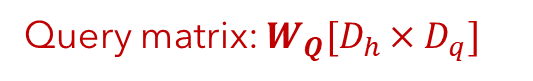 Query matrix: W_Q[D_h × D_q]